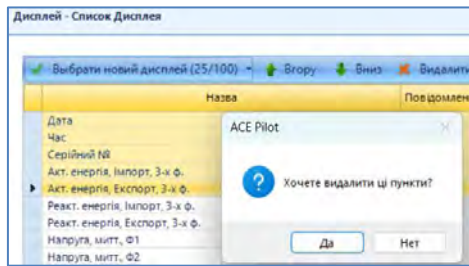 Дисплей - Список Дисплея
Выбрати новий дисплей (25/100) Вгору Вниз Видалити
Назва
Дата
Час
Серійний №
Акт. енергія, Імпорт, 3-х ф.
Акт. енергія, Експорт, 3-х ф.
Реакт. енергія, Імпорт, 3-х ф.
Реакт. енергія, Експорт, 3-х ф.
Напруга, митт., Ф1
Напруга, митт., Ф2
ACE Pilot
Хочете видалити ці пункти?
Да Нет